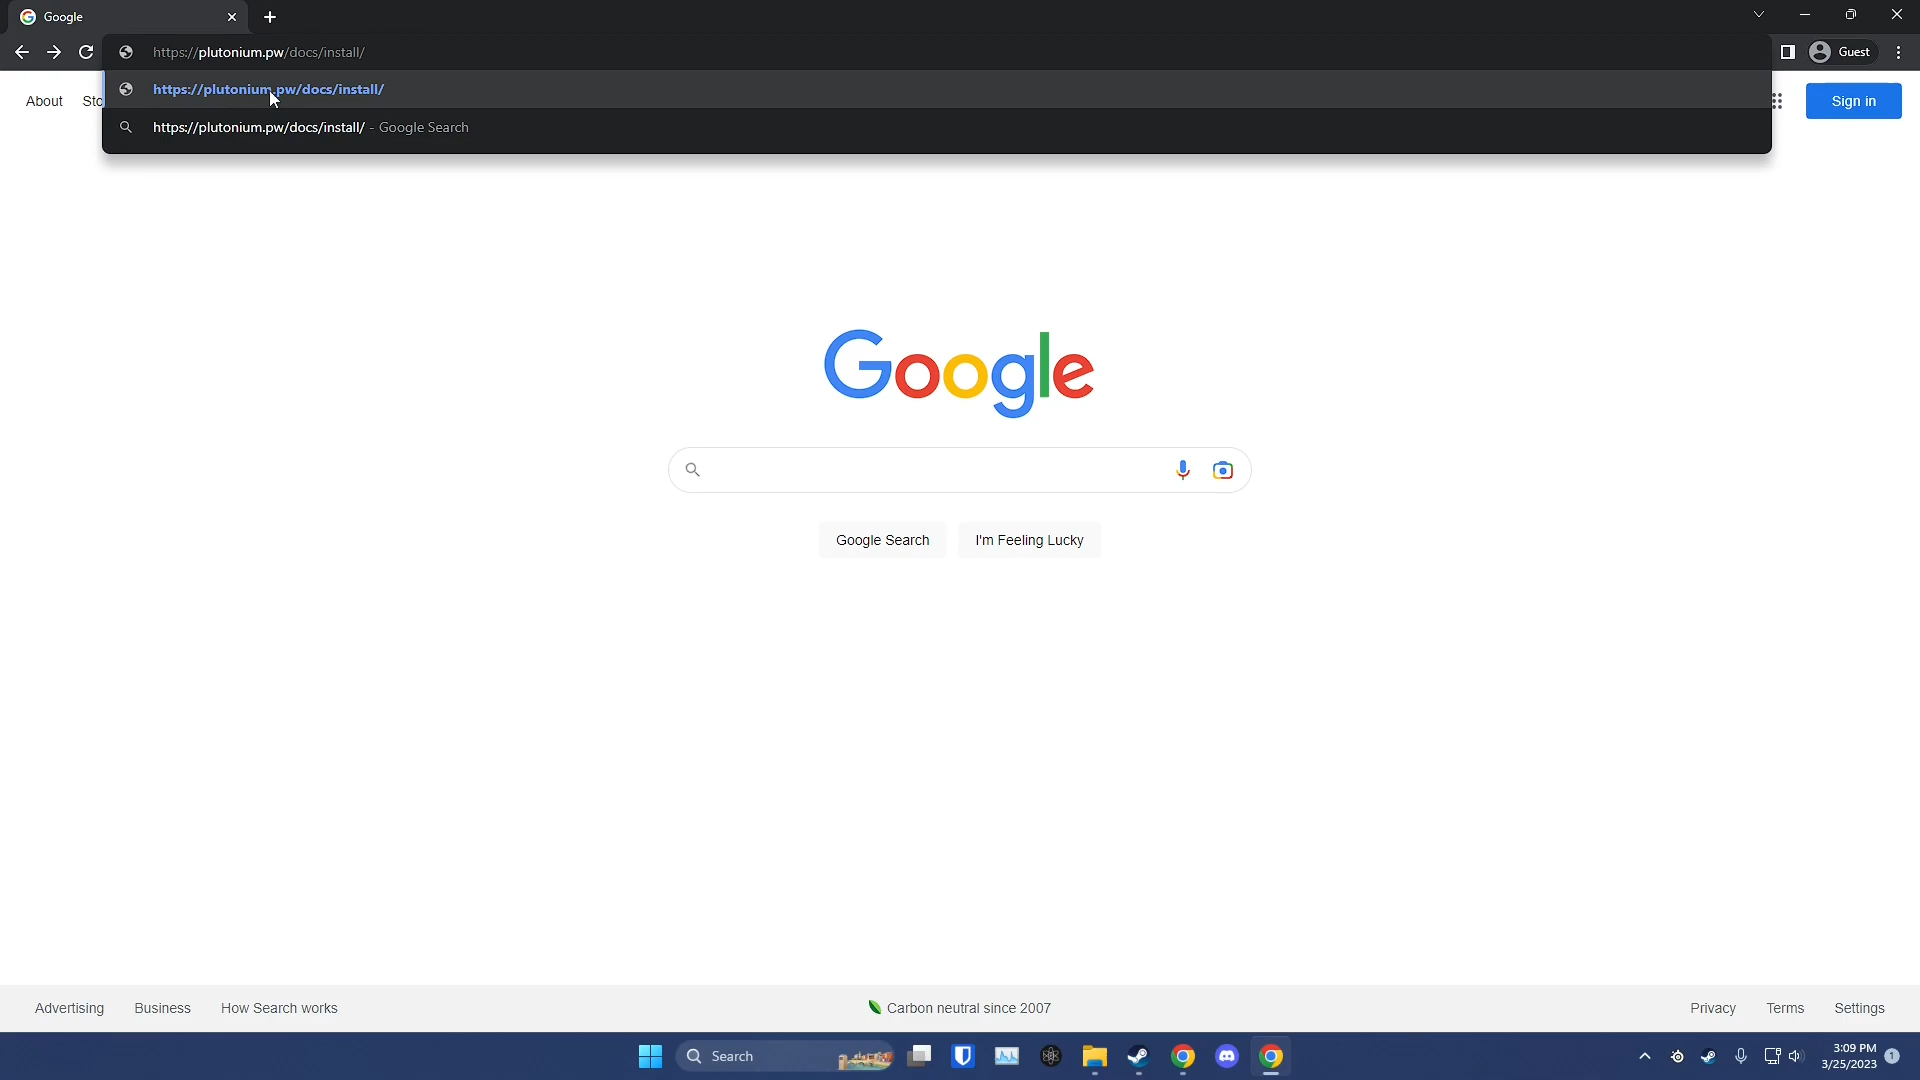 Google
https://plutonium.pw/docs/install/
Guest
https://plutonium.pw/docs/install/
https://plutonium.pw/docs/install/ - Google Search
About Sto
Sign in
Google
Google Search I'm Feeling Lucky
Advertising Business How Search works Carbon neutral since 2007 Privacy Terms Settings
Search
3:09 PM
3/25/2023
1